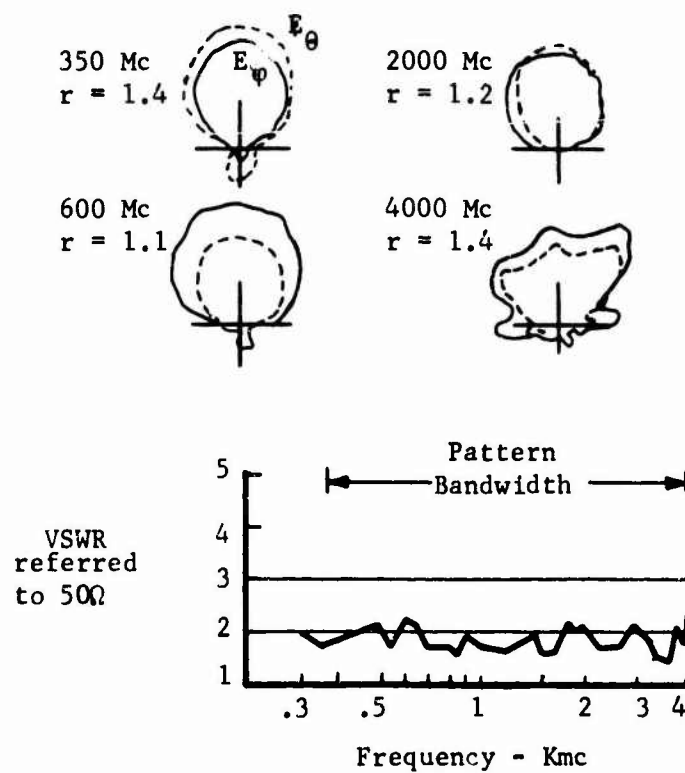 350 Mc
r = 1.4
E_θ
E_φ
2000 Mc
r = 1.2
600 Mc
r = 1.1
4000 Mc
r = 1.4
Pattern
Bandwidth
VSWR
referred
to 50Ω
5
4
3
2
1
.3 .5 1 2 3 4
Frequency - Kmc